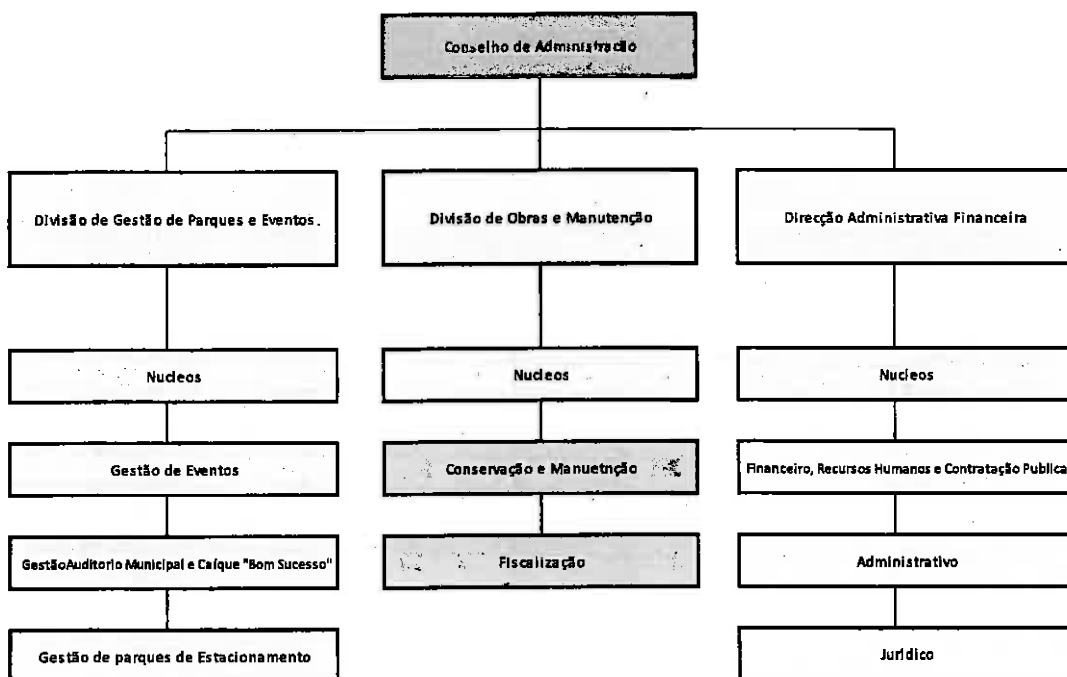 Conselho de Administracão
Divisão de Gestão de Parques e Eventos.
Divisão de Obras e Manutenção
Direcção Administrativa Financeira
Nucleos
Nucleos
Nucleos
Gestão de Eventos
Conservação e Manuetnção
Financeiro, Recursos Humanos e Contratação Publica
GestãoAuditorio Municipal e Caíque "Bom Sucesso"
Fiscalização
Administrativo
Gestão de parques de Estacionamento
Jurídico